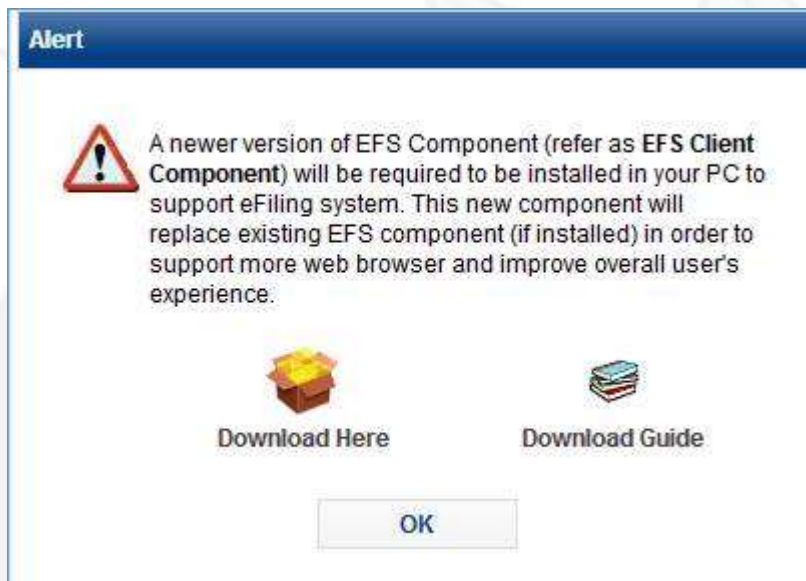 Alert
A newer version of EFS Component (refer as EFS Client
Component) will be required to be installed in your PC to
support eFiling system. This new component will
replace existing EFS component (if installed) in order to
support more web browser and improve overall user's
experience.
Download Here
Download Guide
OK